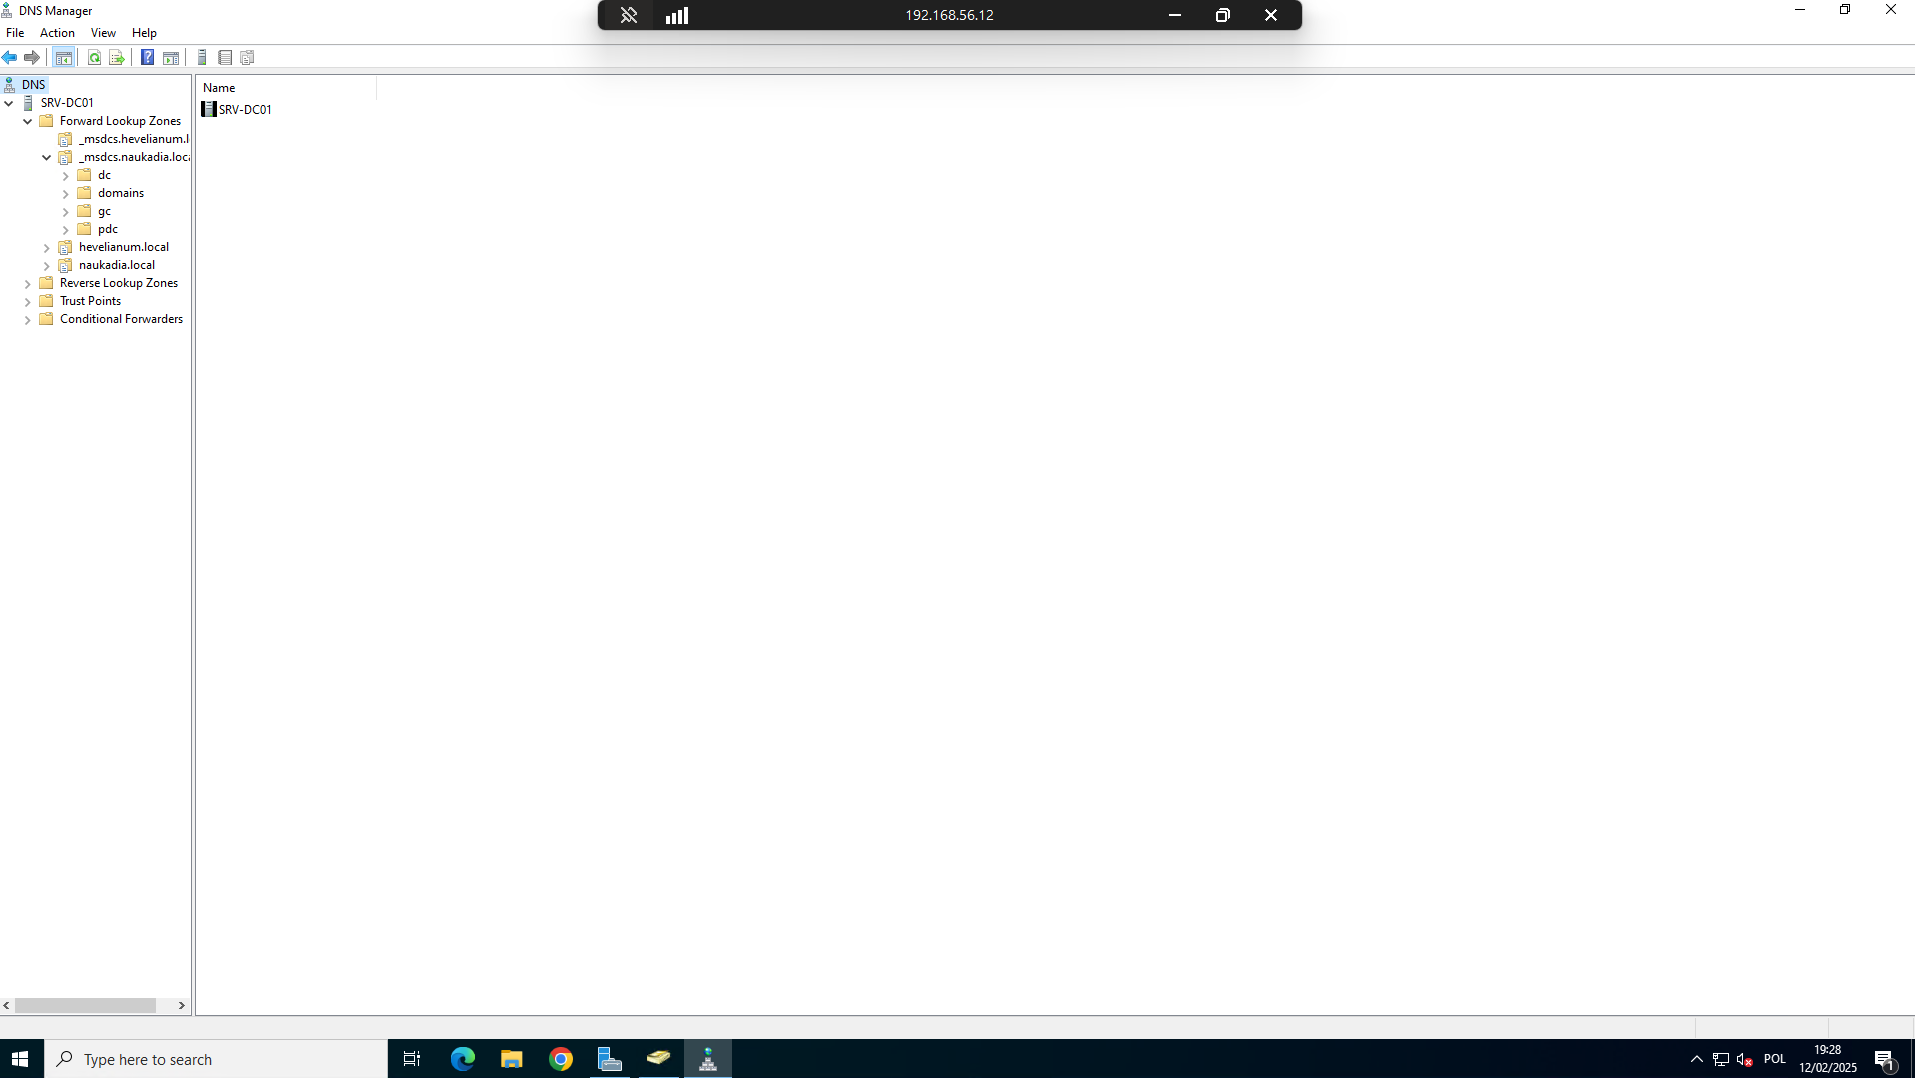 DNS Manager
192.168.56.12
File Action View Help
DNS
SRV-DC01
Forward Lookup Zones
_msdcs.hevelianum.l
_msdcs.naukadia.loc
dc
domains
gc
pdc
hevelianum.local
naukadia.local
Reverse Lookup Zones
Trust Points
Conditional Forwarders
Name
SRV-DC01
Type here to search
POL
19:28
12/02/2025
1